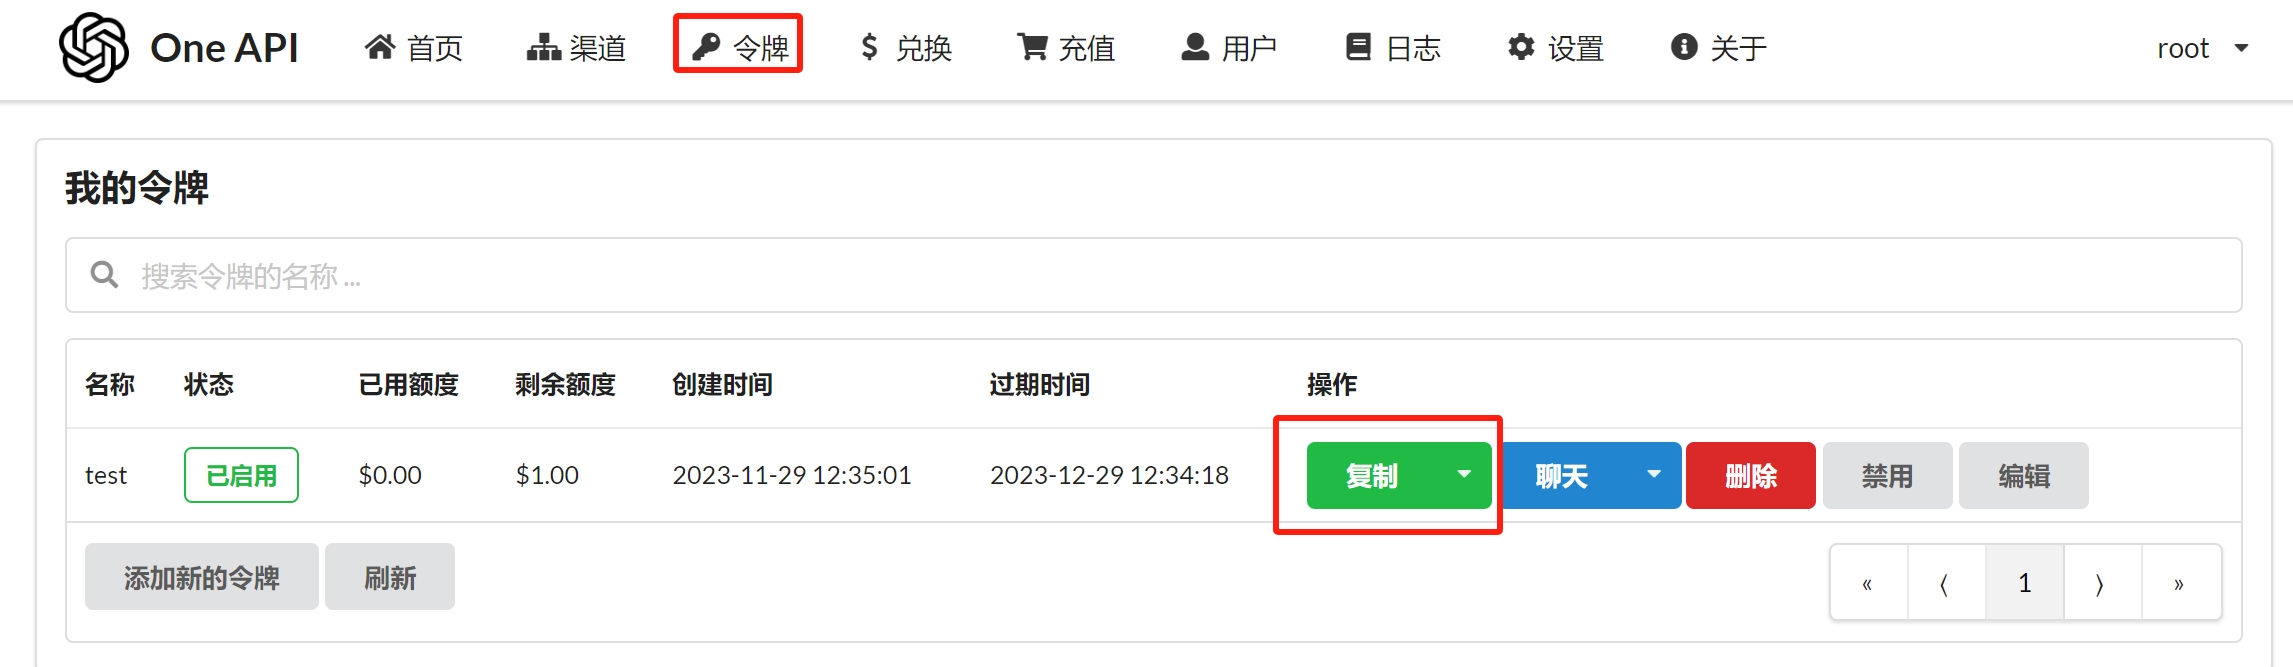 One API 首页 渠道 令牌 兑换 充值 用户 日志 设置 关于 root
我的令牌
搜索令牌的名称 ...
名称 状态 已用额度 剩余额度 创建时间 过期时间 操作
test 已启用 $0.00 $1.00 2023-11-29 12:35:01 2023-12-29 12:34:18 复制 聊天 删除 禁用 编辑
添加新的令牌 刷新 « ⟨ 1 ⟩ »